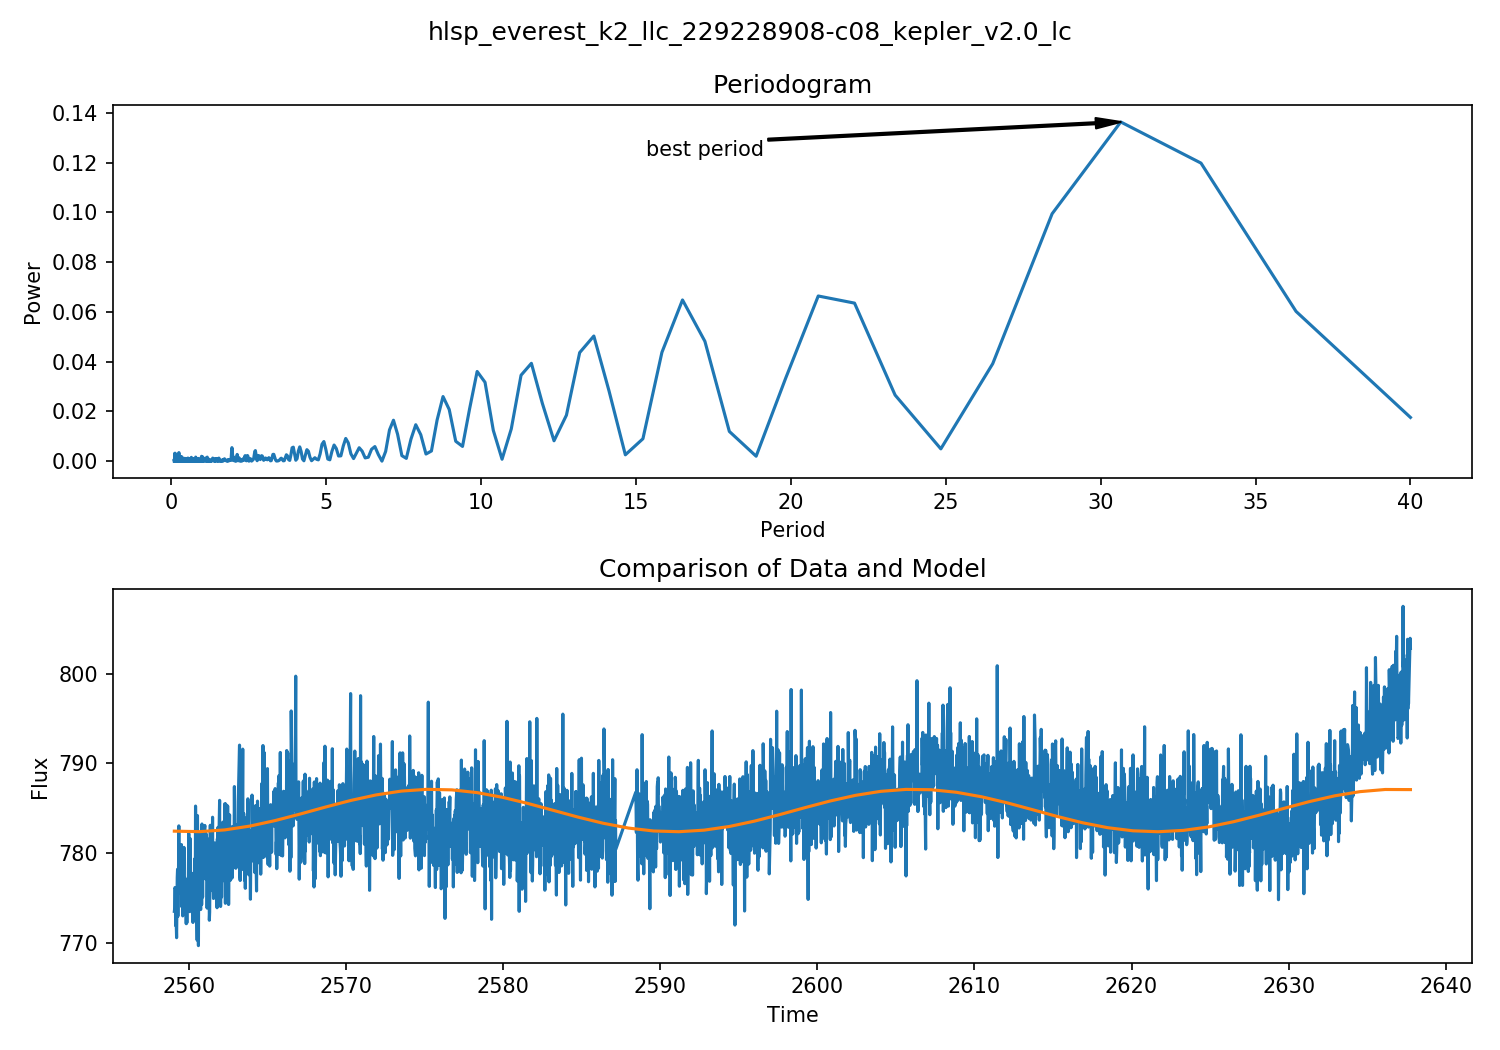 hlsp_everest_k2_llc_229228908-c08_kepler_v2.0_lc
Periodogram
0.14
0.12
0.10
0.08
0.06
0.04
0.02
0.00
Power
best period
0 5 10 15 20 25 30 35 40
Period
Comparison of Data and Model
800
790
780
770
Flux
2560 2570 2580 2590 2600 2610 2620 2630 2640
Time